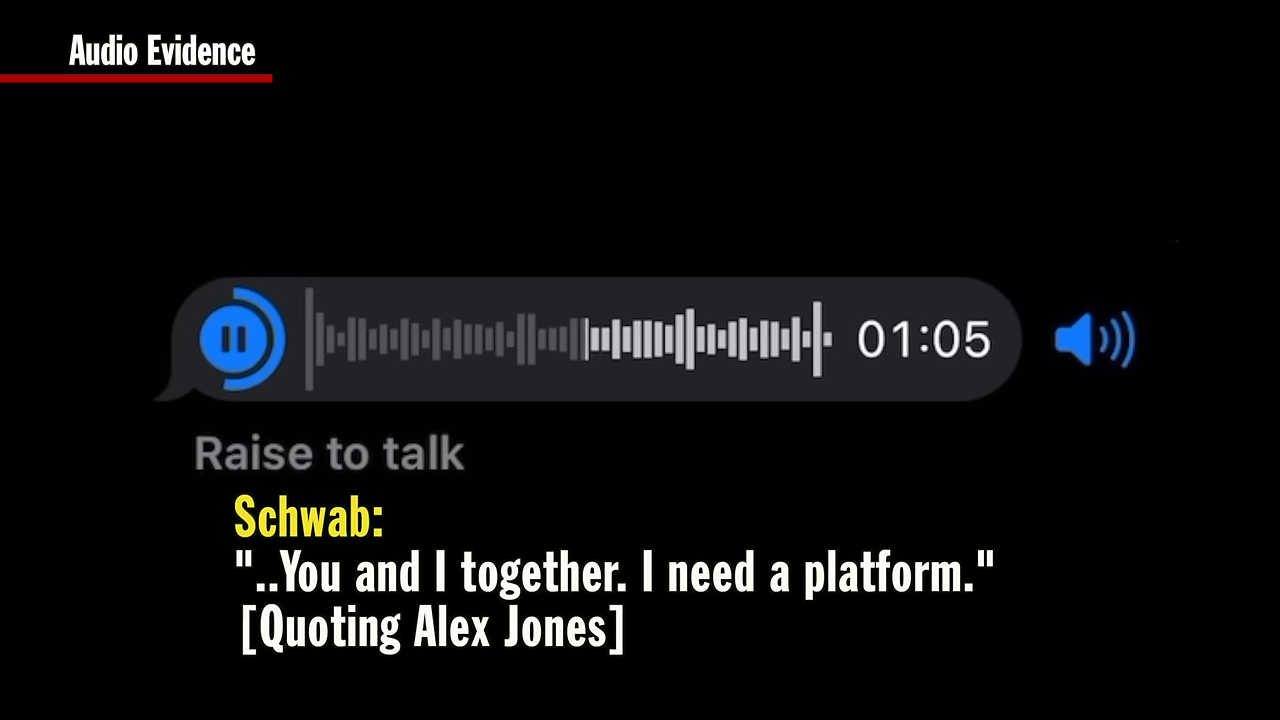 Audio Evidence
01:05
Raise to talk
Schwab:
"..You and I together. I need a platform."
[Quoting Alex Jones]